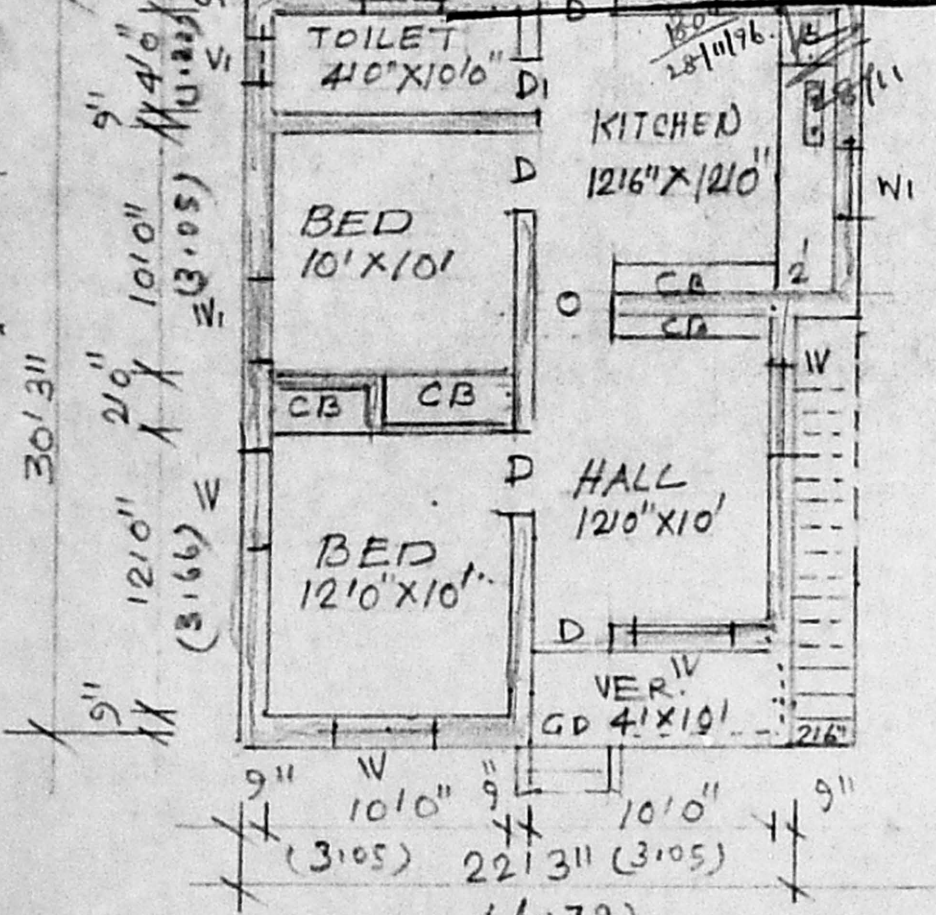 TOILET
4'0"X10'0"
D1
D
28/11/96.
KITCHEN
12'6"X12'0"
W1
D
BED
10'X10'
O
CB
2'
CB
W
CB
CB
D
HALL
12'0"X10'
BED
12'0"X10'
D
W
VER.
GD 4'X10'
2'6"
V1
4'0"
9"
10'0"
(3.05)
V1
2'0"
30'3"
12'0"
(3.66)
W
9"
9"
W
10'0"
9"
10'0"
9"
(3.05)
22'3"
(3.05)